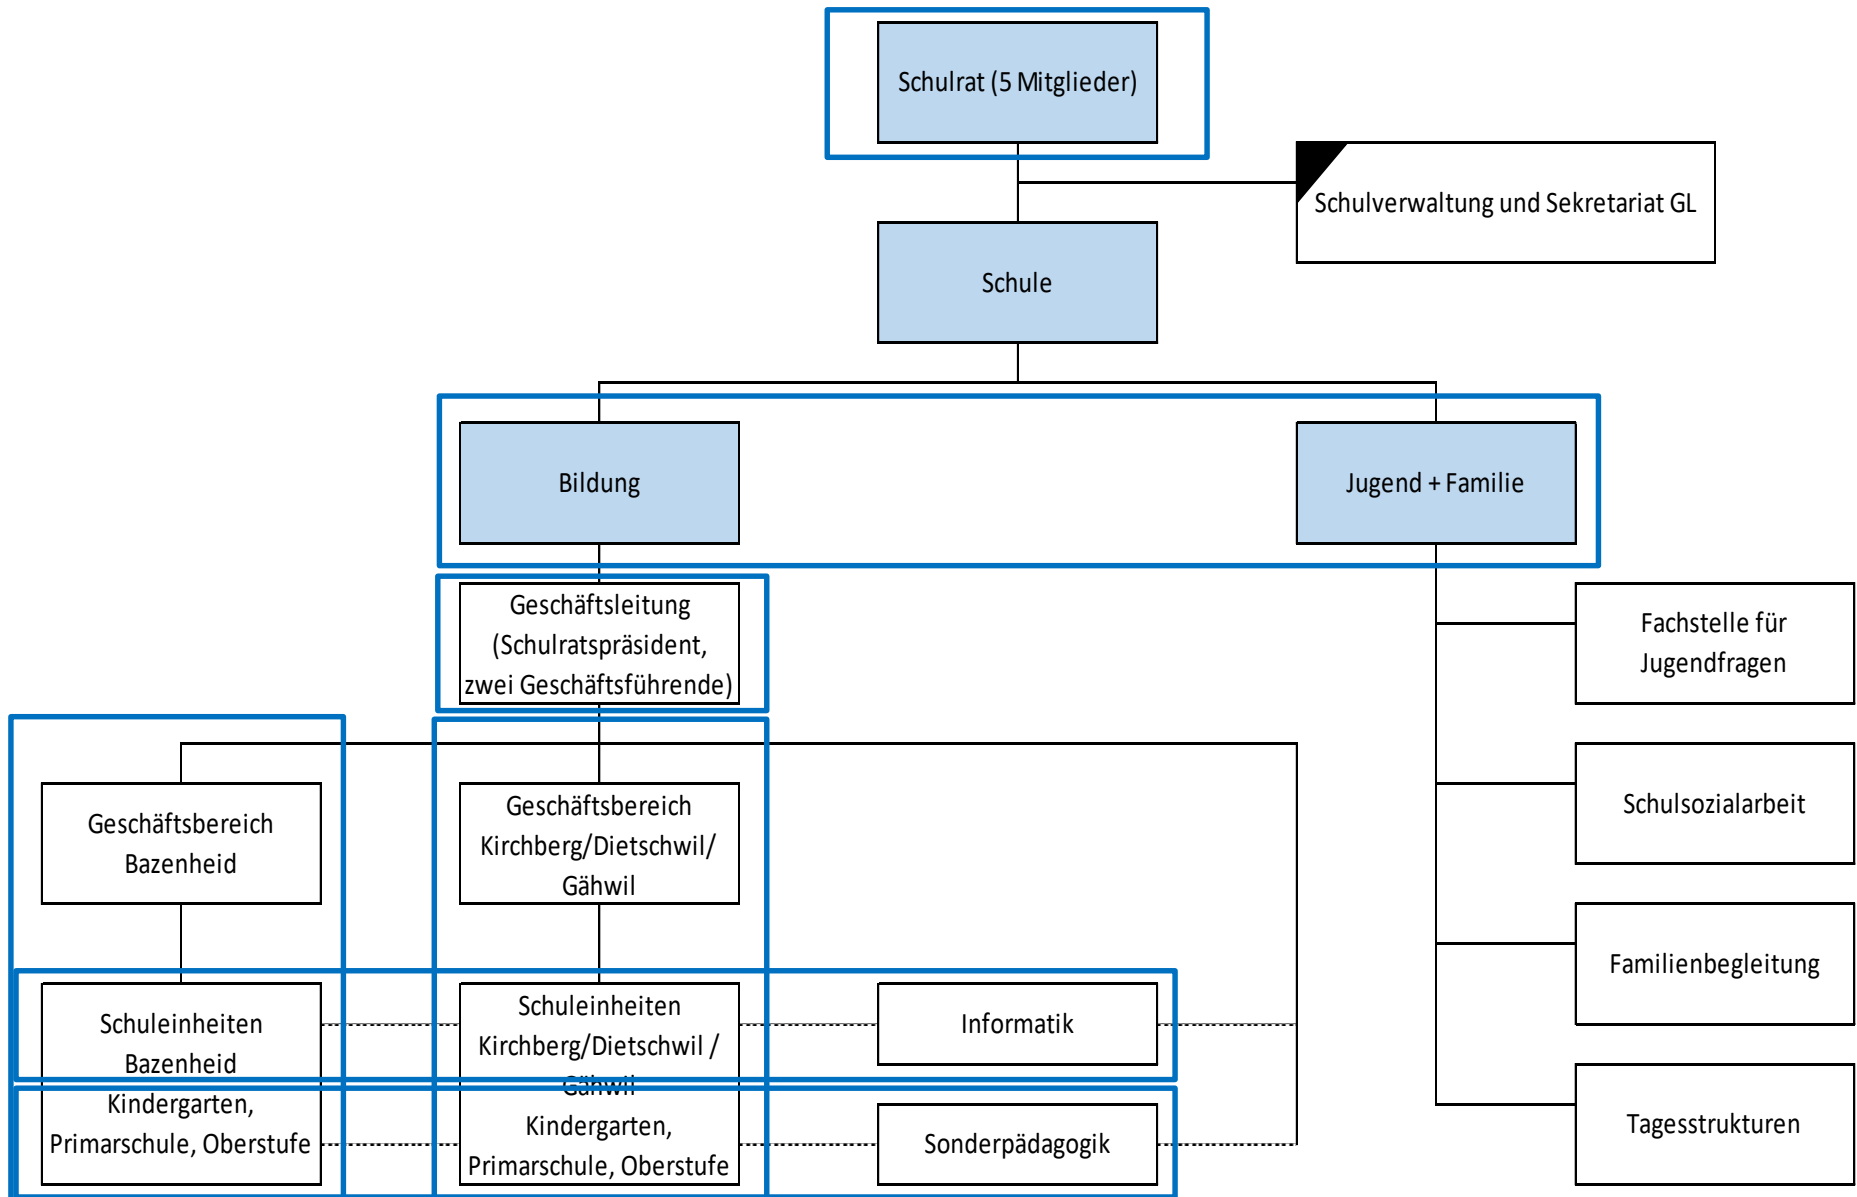 Schulrat (5 Mitglieder)
Schulverwaltung und Sekretariat GL
Schule
Bildung
Jugend + Familie
Geschäftsleitung
(Schulratspräsident,
zwei Geschäftsführende)
Fachstelle für
Jugendfragen
Geschäftsbereich
Bazenheid
Geschäftsbereich
Kirchberg/Dietschwil/
Gähwil
Schulsozialarbeit
Familienbegleitung
Schuleinheiten
Bazenheid
Kindergarten,
Primarschule, Oberstufe
Schuleinheiten
Kirchberg/Dietschwil /
Gähwil
Kindergarten,
Primarschule, Oberstufe
Informatik
Sonderpädagogik
Tagesstrukturen